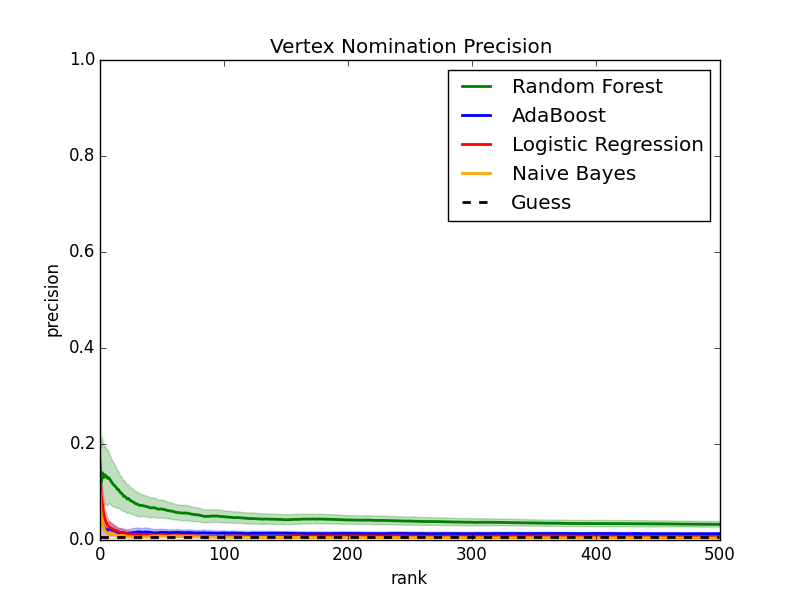 Vertex Nomination Precision
1.0
0.8
0.6
0.4
0.2
0.0
precision
Random Forest
AdaBoost
Logistic Regression
Naive Bayes
Guess
0 100 200 300 400 500
rank